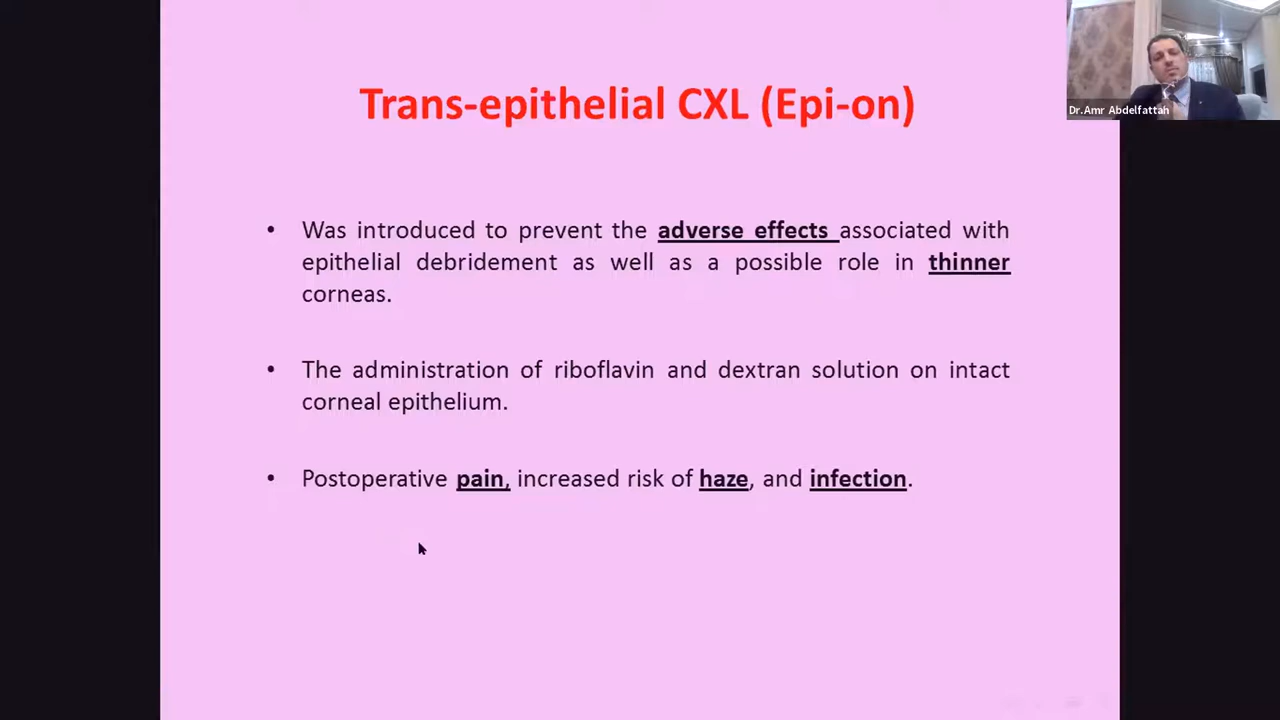 Trans-epithelial CXL (Epi-on)
Dr.Amr Abdelfattah
• Was introduced to prevent the adverse effects associated with
epithelial debridement as well as a possible role in thinner
corneas.
• The administration of riboflavin and dextran solution on intact
corneal epithelium.
• Postoperative pain, increased risk of haze, and infection.